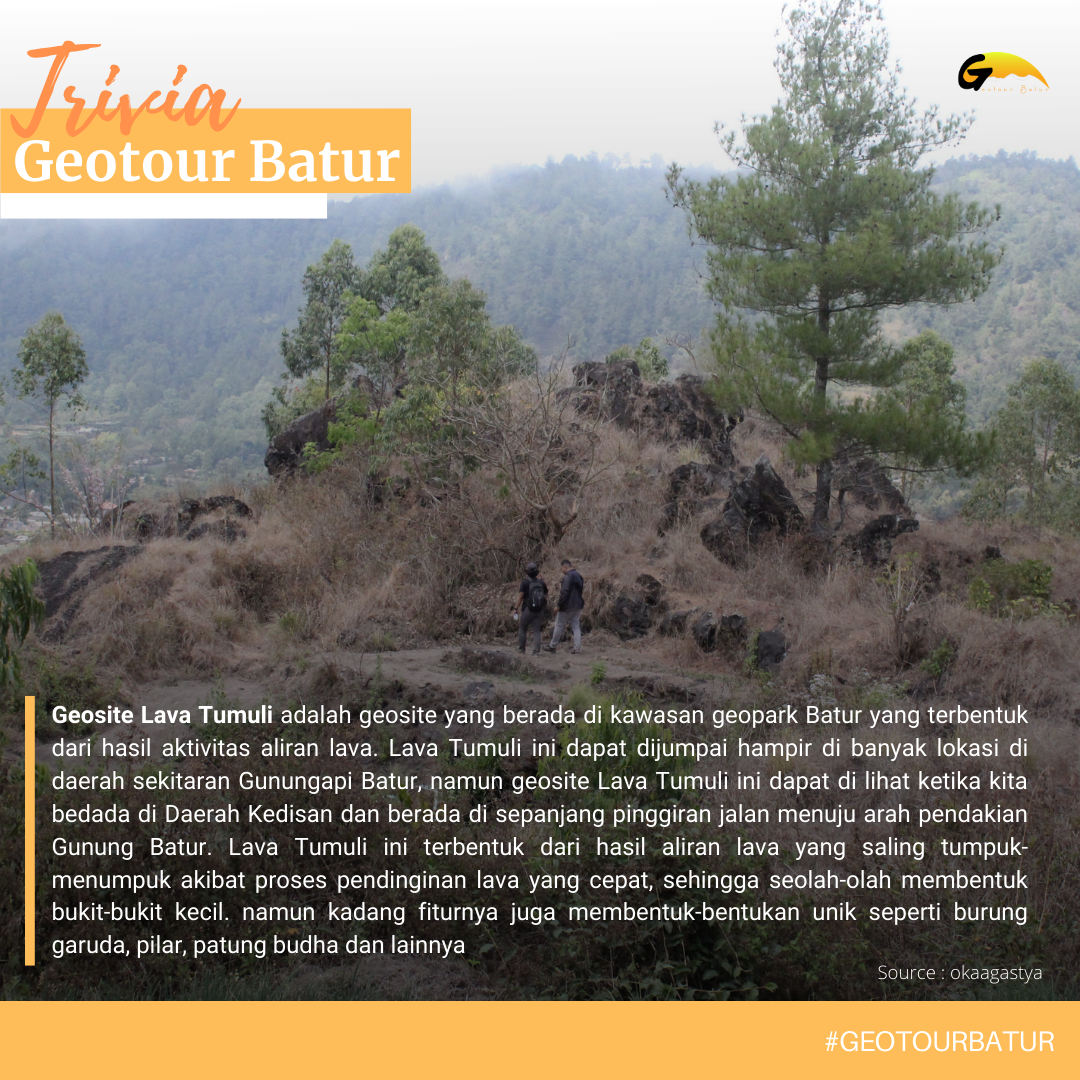 Trivia
Geotour Batur
Geotour Batur
Geosite Lava Tumuli adalah geosite yang berada di kawasan geopark Batur yang terbentuk
dari hasil aktivitas aliran lava. Lava Tumuli ini dapat dijumpai hampir di banyak lokasi di
daerah sekitaran Gunungapi Batur, namun geosite Lava Tumuli ini dapat di lihat ketika kita
bedada di Daerah Kedisan dan berada di sepanjang pinggiran jalan menuju arah pendakian
Gunung Batur. Lava Tumuli ini terbentuk dari hasil aliran lava yang saling tumpuk-
menumpuk akibat proses pendinginan lava yang cepat, sehingga seolah-olah membentuk
bukit-bukit kecil. namun kadang fiturnya juga membentuk-bentukan unik seperti burung
garuda, pilar, patung budha dan lainnya
Source : okaagastya
#GEOTOURBATUR